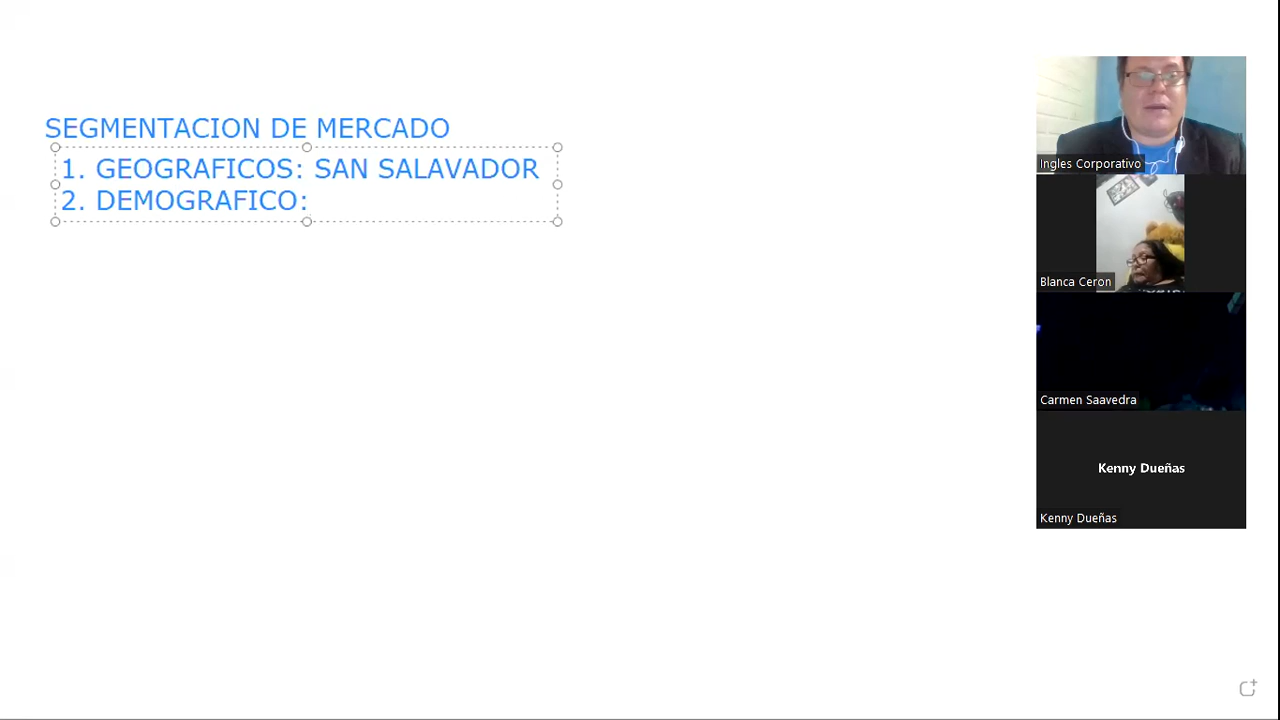 SEGMENTACION DE MERCADO
1. GEOGRAFICOS: SAN SALAVADOR
2. DEMOGRAFICO:
Ingles Corporativo
Blanca Ceron
Carmen Saavedra
Kenny Dueñas
Kenny Dueñas